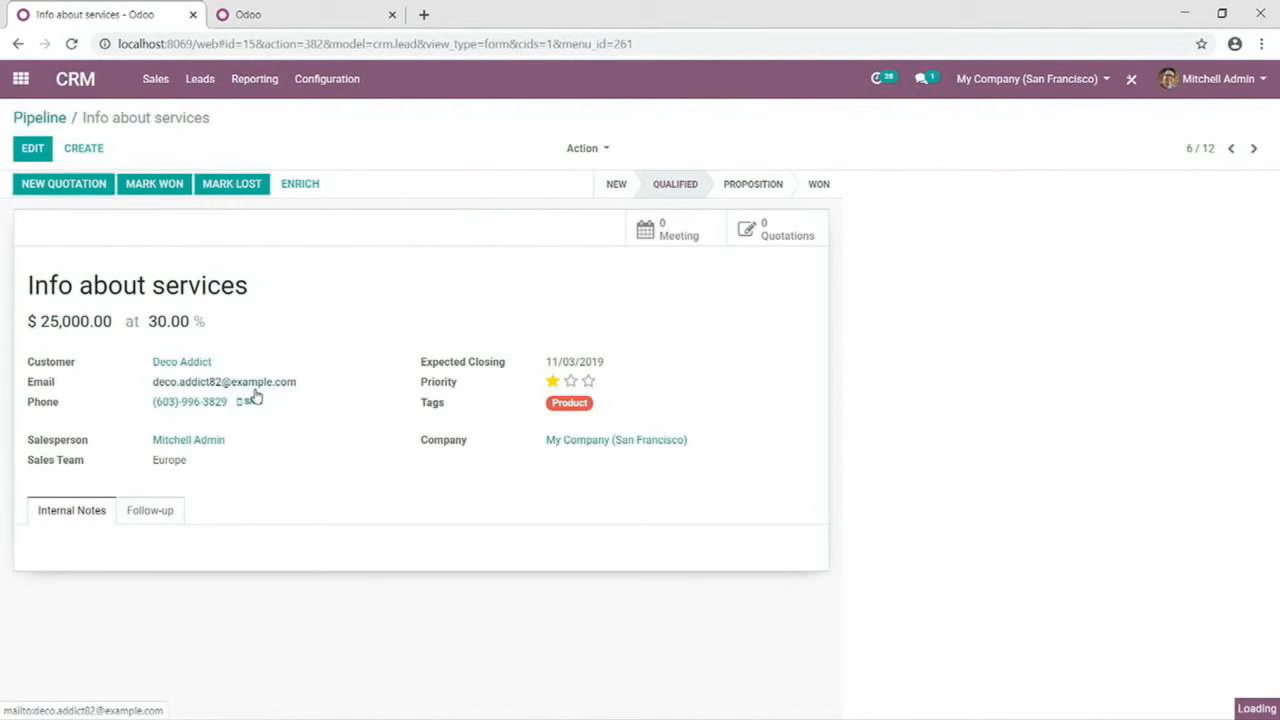 Info about services - Odoo
Odoo
localhost:8069/web#id=15&action=382&model=crm.lead&view_type=form&cids=1&menu_id=261
CRM Sales Leads Reporting Configuration 28 1 My Company (San Francisco) Mitchell Admin
Pipeline / Info about services
EDIT CREATE Action 6 / 12
NEW QUOTATION MARK WON MARK LOST ENRICH NEW QUALIFIED PROPOSITION WON
0 Meeting
0 Quotations
Info about services
$ 25,000.00 at 30.00 %
Customer Deco Addict Expected Closing 11/03/2019
Email deco.addict82@example.com Priority
Phone (603)-996-3829 Tags Product
Salesperson Mitchell Admin Company My Company (San Francisco)
Sales Team Europe
Internal Notes Follow-up
mailto:deco.addict82@example.com
Loading